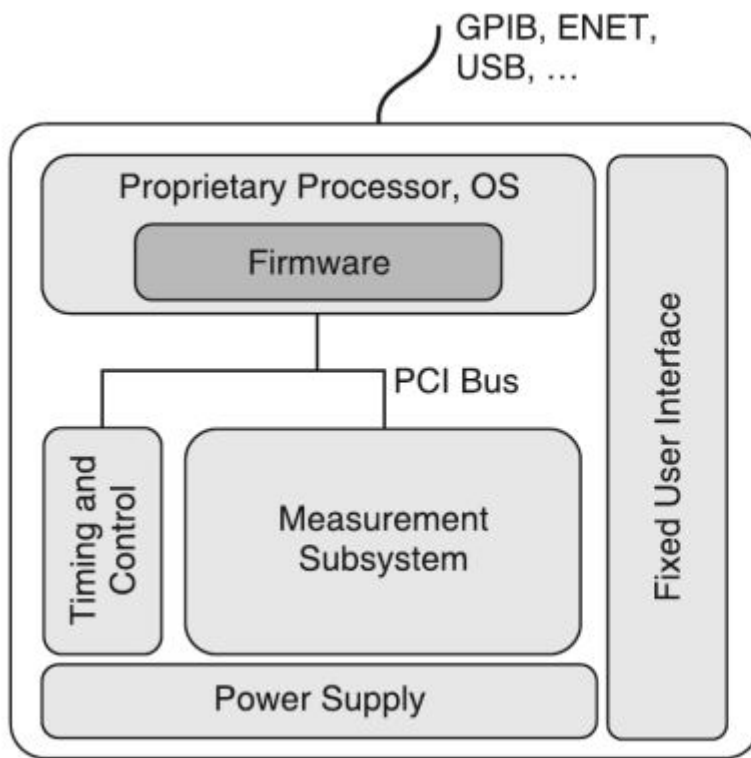 GPIB, ENET,
USB, …
Proprietary Processor, OS
Firmware
PCI Bus
Timing and
Control
Measurement
Subsystem
Fixed User Interface
Power Supply